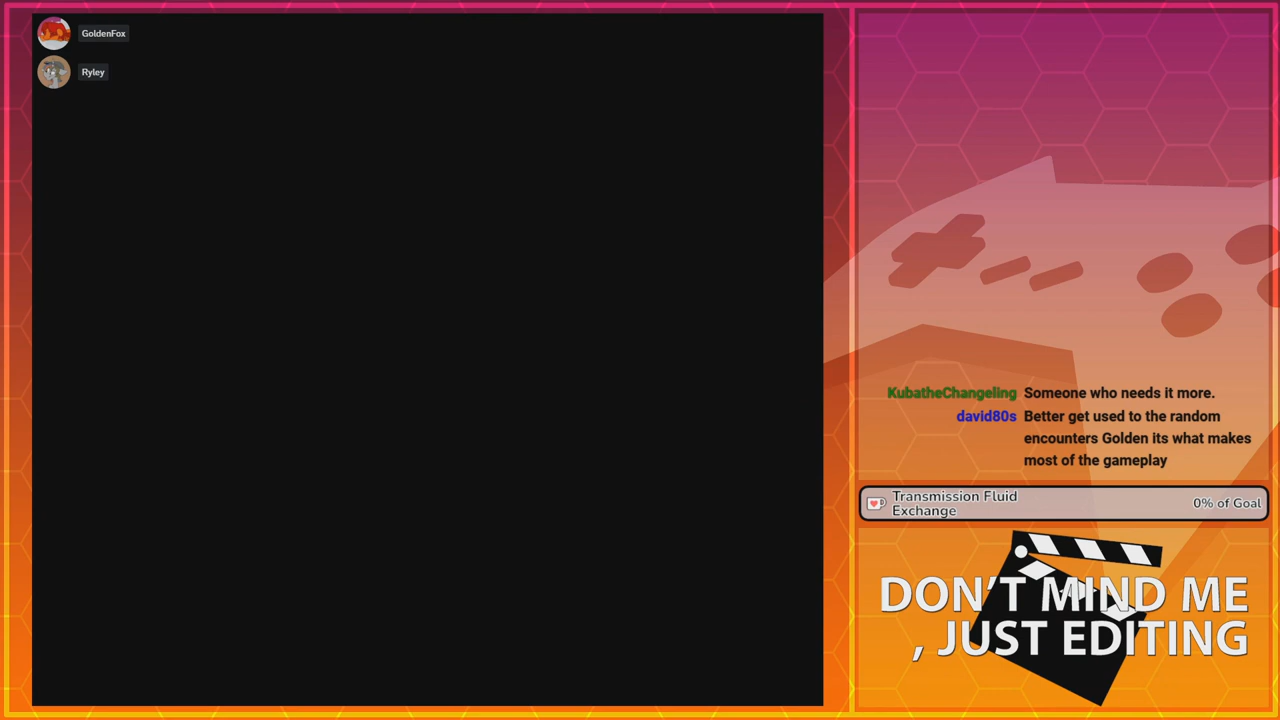 GoldenFox
Ryley
KubatheChangeling Someone who needs it more.
david80s Better get used to the random
encounters Golden its what makes
most of the gameplay
Transmission Fluid
Exchange
0% of Goal
DON'T MIND ME
, JUST EDITING